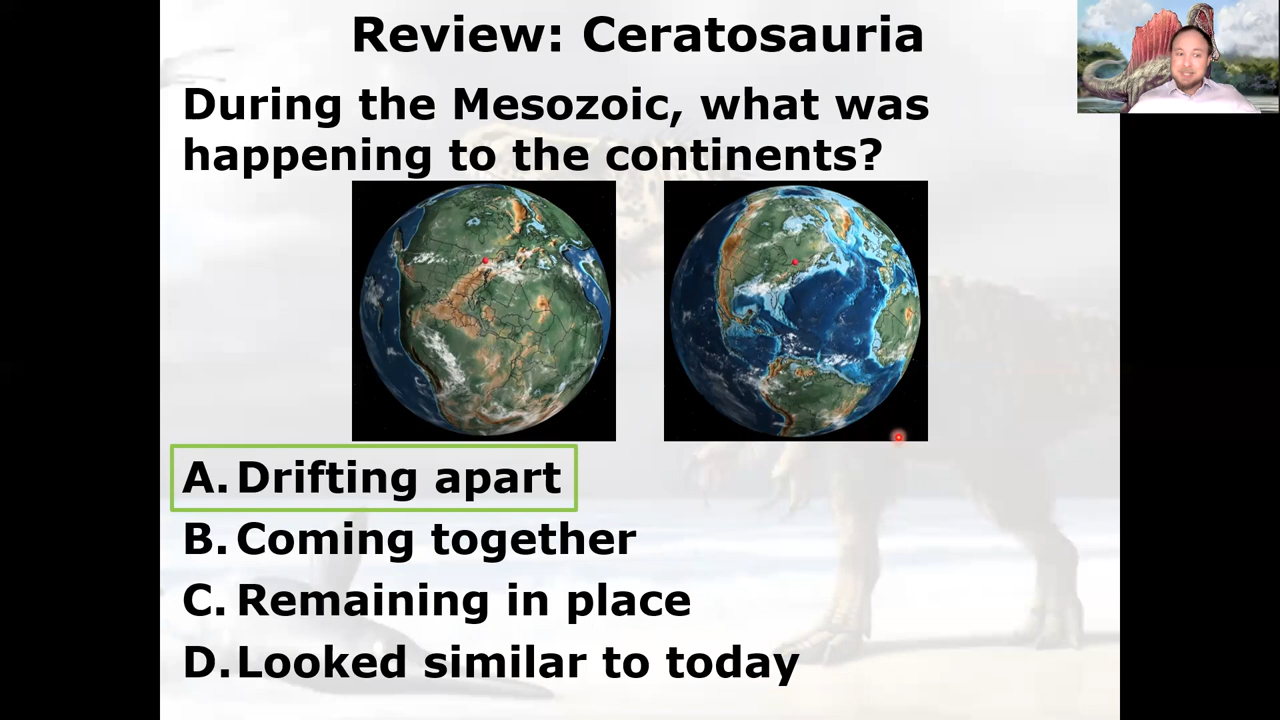 Review: Ceratosauria
During the Mesozoic, what was
happening to the continents?
A. Drifting apart
B. Coming together
C. Remaining in place
D. Looked similar to today